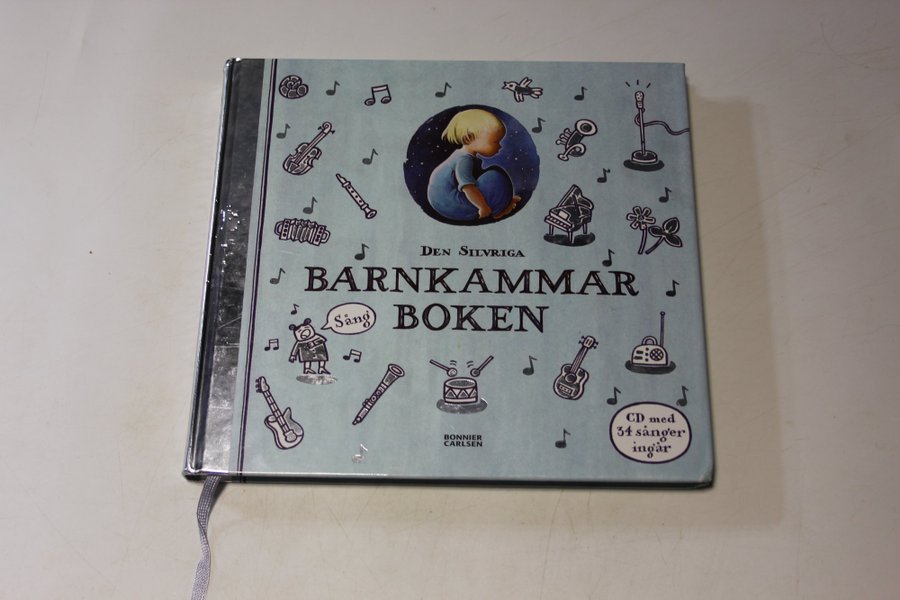 DEN SILVRIGA
BARNKAMMAR
BOKEN
Sång
BONNIER
CARLSEN
CD med
34 sånger
ingår